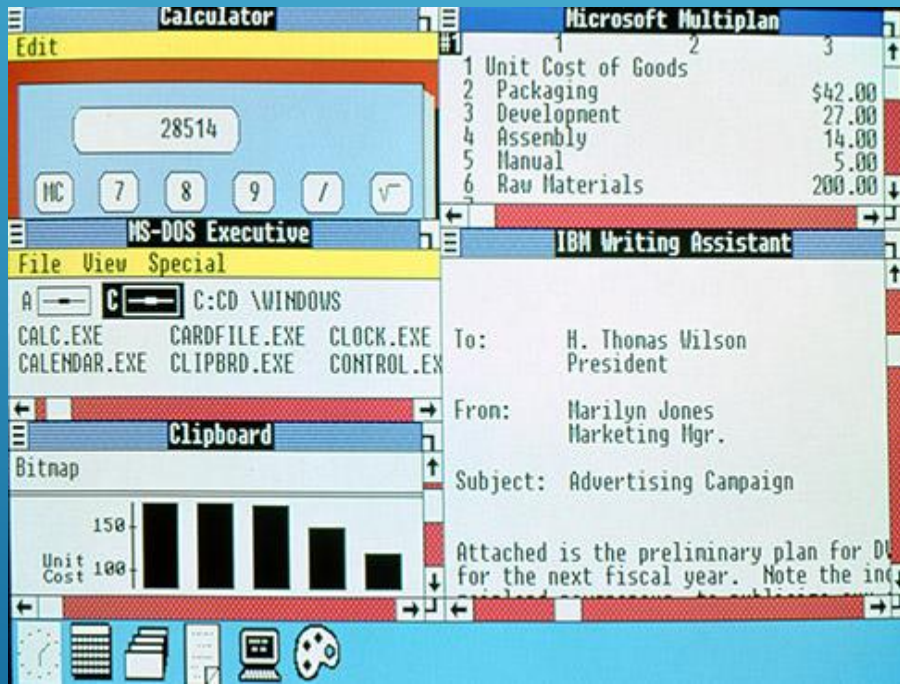 Calculator
Edit
28514
MC 7 8 9 / √
MS-DOS Executive
File View Special
A C C:CD \WINDOWS
CALC.EXE CARDFILE.EXE CLOCK.EXE
CALENDAR.EXE CLIPBRD.EXE CONTROL.EX
Clipboard
Bitmap
150
Unit
Cost 100
Microsoft Multiplan
#1 1 2 3
1 Unit Cost of Goods
2 Packaging $42.00
3 Development 27.00
4 Assembly 14.00
5 Manual 5.00
6 Raw Materials 200.00
IBM Writing Assistant
To: H. Thomas Wilson
President
From: Marilyn Jones
Marketing Mgr.
Subject: Advertising Campaign
Attached is the preliminary plan for
for the next fiscal year. Note the